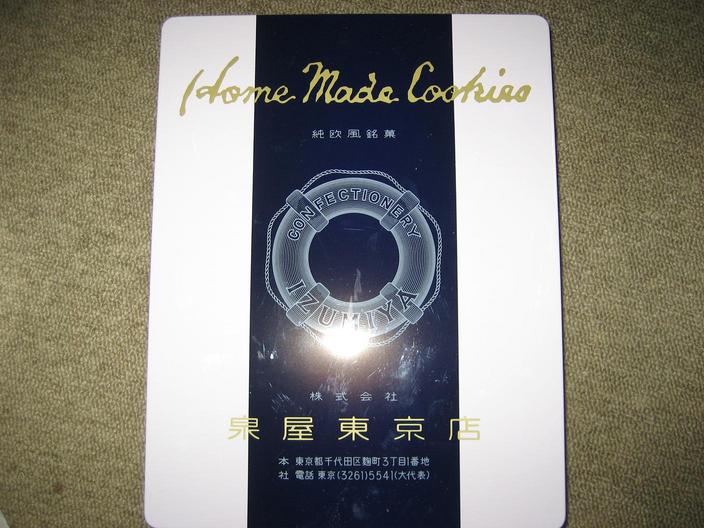 Home Made Cookies
純欧風銘菓
CONFECTIONERY
IZUMIYA
株式会社
泉屋東京店
本社 東京都千代田区麹町3丁目1番地
電話 東京(3261)5541(大代表)